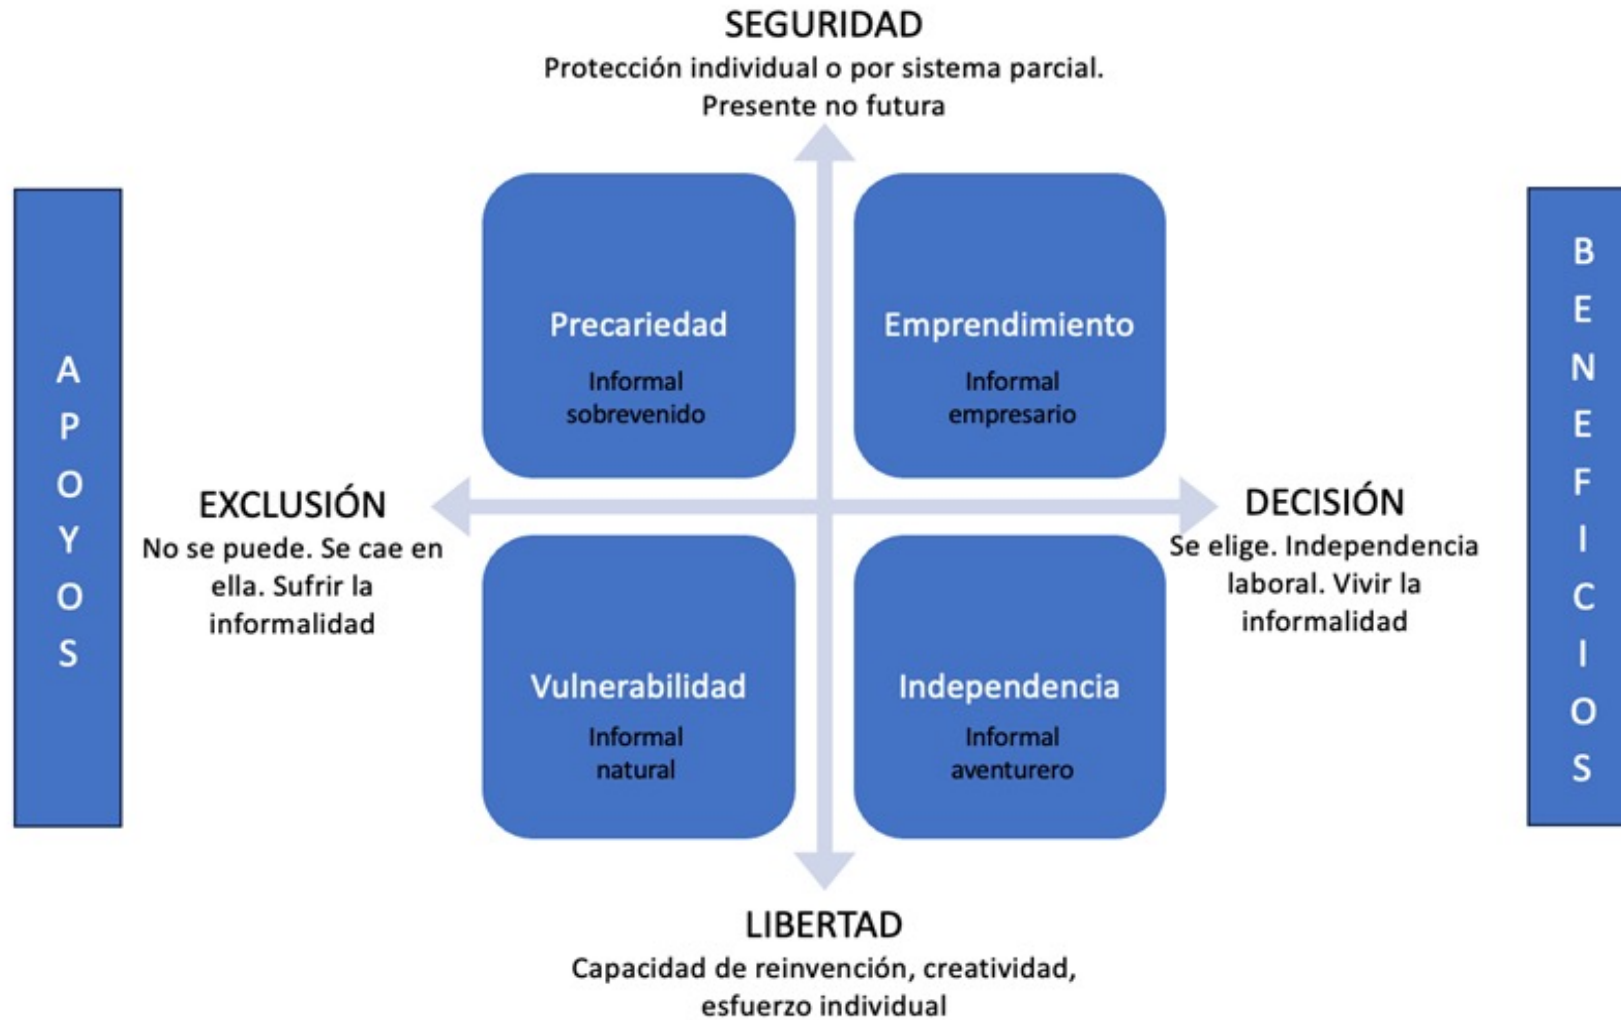 SEGURIDAD
Protección individual o por sistema parcial.
Presente no futura
APOYOS
Precariedad
Informal
sobrevenido
Emprendimiento
Informal
empresario
BENEFICIOS
EXCLUSIÓN
No se puede. Se cae en
ella. Sufrir la
informalidad
DECISIÓN
Se elige. Independencia
laboral. Vivir la
informalidad
Vulnerabilidad
Informal
natural
Independencia
Informal
aventurero
LIBERTAD
Capacidad de reinvención, creatividad,
esfuerzo individual